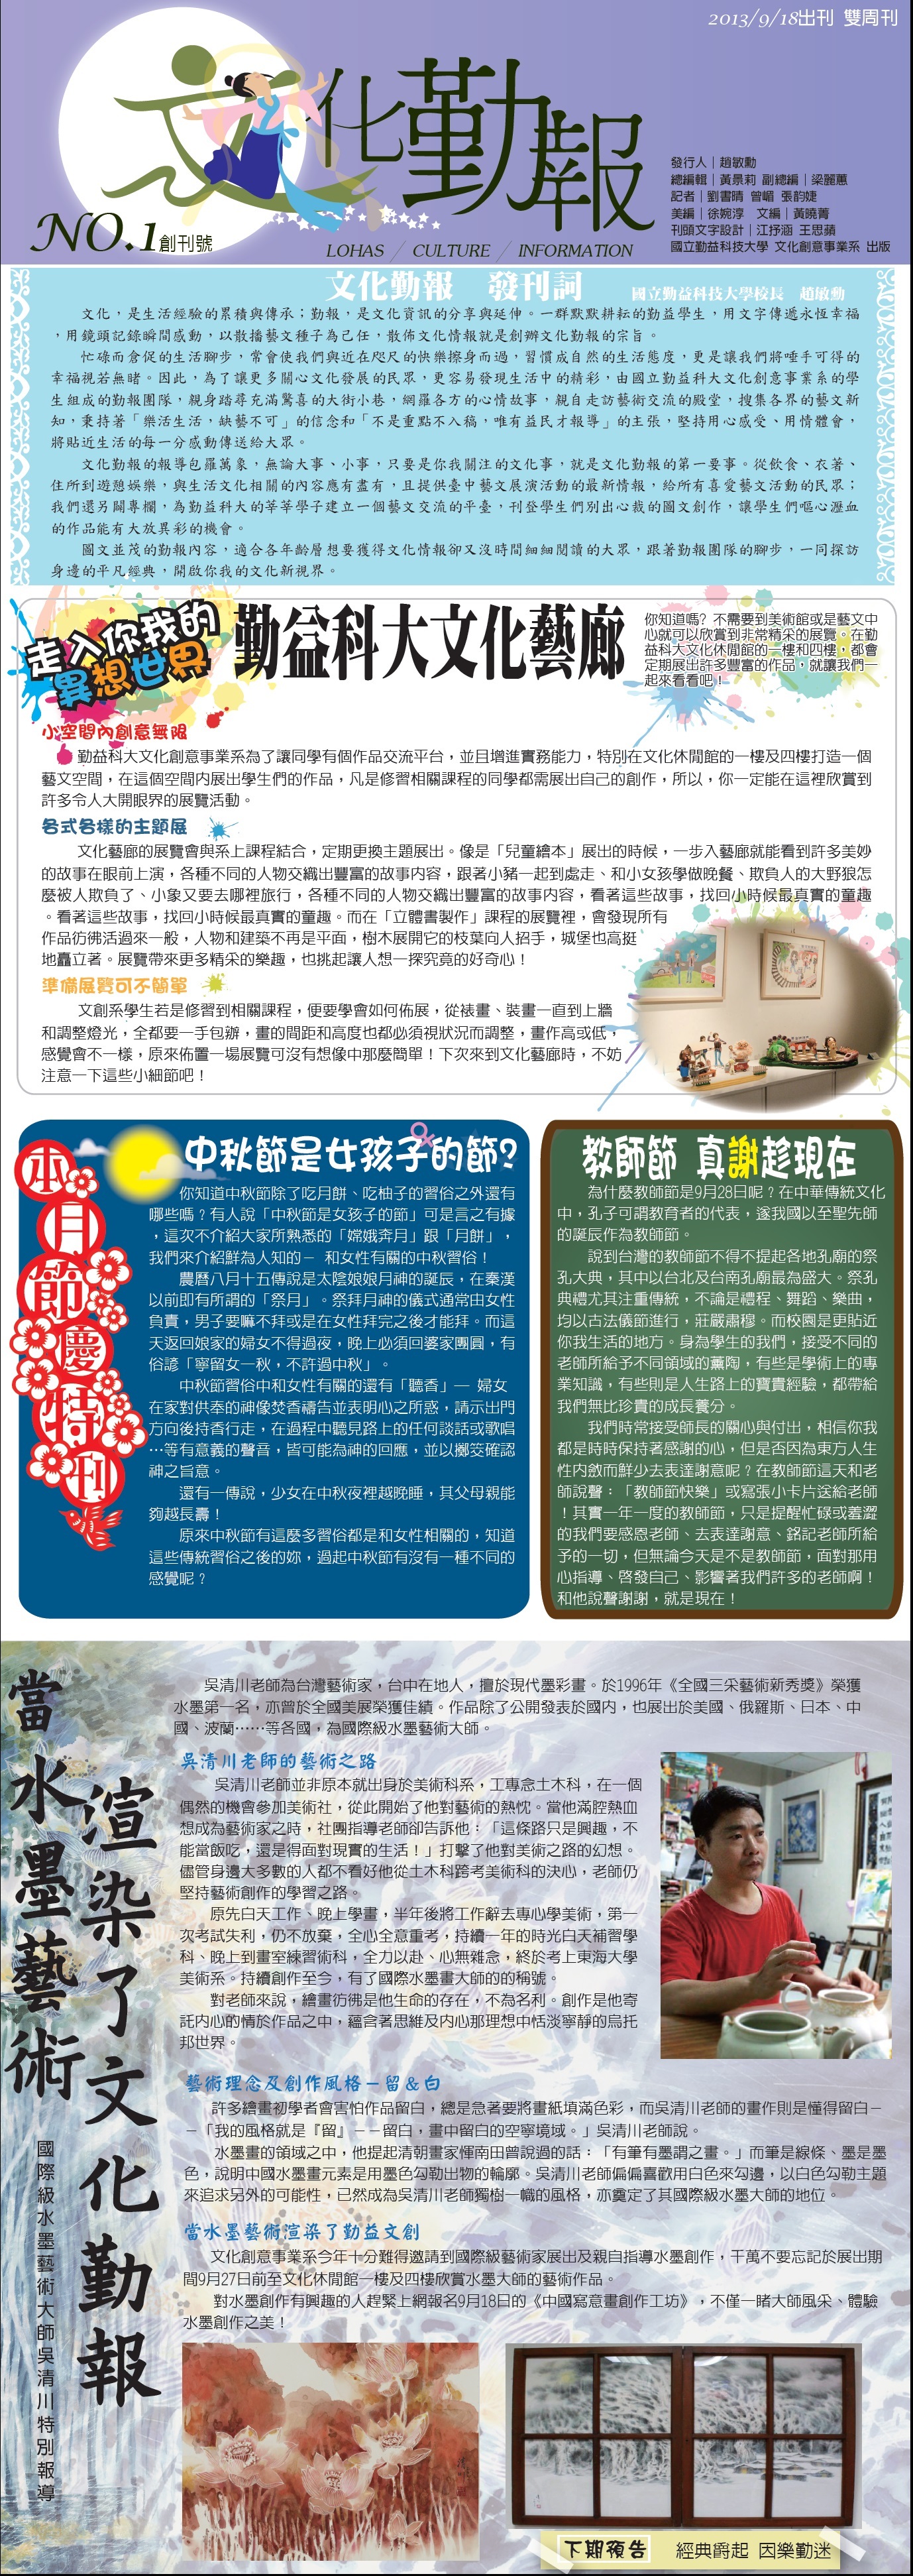 2013/9/18出刊 雙周刊
文化勤報
發行人｜趙敏勳
總編輯｜黃景莉 副總編｜梁麗蕙
記者｜劉書晴 曾嵋 張韵婕
美編｜徐婉淳 文編｜黃曉菁
刊頭文字設計｜江抒涵 王思蘋
國立勤益科技大學 文化創意事業系 出版
NO.1創刊號
LOHAS / CULTURE / INFORMATION
文化勤報 發刊詞 國立勤益科技大學校長 趙敏勳
文化，是生活經驗的累積與傳承；勤報，是文化資訊的分享與延伸。一群默默耕耘的勤益學生，用文字傳遞永恆幸福
，用鏡頭記錄瞬間感動，以散播藝文種子為己任，散佈文化情報就是創辦文化勤報的宗旨。
忙碌而倉促的生活腳步，常會使我們與近在咫尺的快樂擦身而過，習慣成自然的生活態度，更是讓我們將唾手可得的
幸福視若無睹。因此，為了讓更多關心文化發展的民眾，更容易發現生活中的精彩，由國立勤益科大文化創意事業系的學
生組成的勤報團隊，親身踏尋充滿驚喜的大街小巷，網羅各方的心情故事，親自走訪藝術交流的殿堂，搜集各界的藝文新
知，秉持著「樂活生活，缺藝不可」的信念和「不是重點不八稿，唯有益民才報導」的主張，堅持用心感受、用情體會，
將貼近生活的每一分感動傳送給大眾。
文化勤報的報導包羅萬象，無論大事、小事，只要是你我關注的文化事，就是文化勤報的第一要事。從飲食、衣著、
住所到遊憩娛樂，與生活文化相關的內容應有盡有，且提供臺中藝文展演活動的最新情報，給所有喜愛藝文活動的民眾；
我們還另闢專欄，為勤益科大的莘莘學子建立一個藝文交流的平臺，刊登學生們別出心裁的圖文創作，讓學生們嘔心瀝血
的作品能有大放異彩的機會。
圖文並茂的勤報內容，適合各年齡層想要獲得文化情報卻又沒時間細細閱讀的大眾，跟著勤報團隊的腳步，一同探訪
身邊的平凡經典，開啟你我的文化新視界。
走入你我的
異想世界
勤益科大文化藝廊
你知道嗎？不需要到美術館或是藝文中
心就可以欣賞到非常精采的展覽。在勤
益科大文化休閒館的一樓和四樓，都會
定期展出許多豐富的作品，就讓我們一
起來看看吧！
小空間內創意無限
勤益科大文化創意事業系為了讓同學有個作品交流平台，並且增進實務能力，特別在文化休閒館的一樓及四樓打造一個
藝文空間，在這個空間內展出學生們的作品，凡是修習相關課程的同學都需展出自己的創作，所以，你一定能在這裡欣賞到
許多令人大開眼界的展覽活動。
各式各樣的主題展
文化藝廊的展覽會與系上課程結合，定期更換主題展出。像是「兒童繪本」展出的時候，一步入藝廊就能看到許多美妙
的故事在眼前上演，各種不同的人物交織出豐富的故事內容，跟著小豬一起到處走、和小女孩學做晚餐、欺負人的大野狼怎
麼被人欺負了、小象又要去哪裡旅行，各種不同的人物交織出豐富的故事內容，看著這些故事，找回小時候最真實的童趣
。看著這些故事，找回小時候最真實的童趣。而在「立體書製作」課程的展覽裡，會發現所有
作品彷彿活過來一般，人物和建築不再是平面，樹木展開它的枝葉向人招手，城堡也高挺
地矗立著。展覽帶來更多精采的樂趣，也挑起讓人想一探究竟的好奇心！
準備展覽可不簡單
文創系學生若是修習到相關課程，便要學會如何佈展，從裱畫、裝畫一直到上牆
和調整燈光，全都要一手包辦，畫的間距和高度也都必須視狀況而調整，畫作高或低，
感覺會不一樣，原來佈置一場展覽可沒有想像中那麼簡單！下次來到文化藝廊時，不妨
注意一下這些小細節吧！
本月節慶特刊
中秋節是女孩子的節？
你知道中秋節除了吃月餅、吃柚子的習俗之外還有
哪些嗎？有人說「中秋節是女孩子的節」可是言之有據
，這次不介紹大家所熟悉的「嫦娥奔月」跟「月餅」，
我們來介紹鮮為人知的－ 和女性有關的中秋習俗！
農曆八月十五傳說是太陰娘娘月神的誕辰，在秦漢
以前即有所謂的「祭月」。祭拜月神的儀式通常由女性
負責，男子要嘛不拜或是在女性拜完之後才能拜。而這
天返回娘家的婦女不得過夜，晚上必須回婆家團圓，有
俗諺「寧留女一秋，不許過中秋」。
中秋節習俗中和女性有關的還有「聽香」— 婦女
在家對供奉的神像焚香禱告並表明心之所惑，請示出門
方向後持香行走，在過程中聽見路上的任何談話或歌唱
…等有意義的聲音，皆可能為神的回應，並以擲筊確認
神之旨意。
還有一傳說，少女在中秋夜裡越晚睡，其父母親能
夠越長壽！
原來中秋節有這麼多習俗都是和女性相關的，知道
這些傳統習俗之後的妳，過起中秋節有沒有一種不同的
感覺呢？
教師節 真謝趁現在
為什麼教師節是9月28日呢？在中華傳統文化
中，孔子可謂教育者的代表，遂我國以至聖先師
的誕辰作為教師節。
說到台灣的教師節不得不提起各地孔廟的祭
孔大典，其中以台北及台南孔廟最為盛大。祭孔
典禮尤其注重傳統，不論是禮程、舞蹈、樂曲，
均以古法儀節進行，莊嚴肅穆。而校園是更貼近
你我生活的地方。身為學生的我們，接受不同的
老師所給予不同領域的薰陶，有些是學術上的專
業知識，有些則是人生路上的寶貴經驗，都帶給
我們無比珍貴的成長養分。
我們時常接受師長的關心與付出，相信你我
都是時時保持著感謝的心，但是否因為東方人生
性內斂而鮮少去表達謝意呢？在教師節這天和老
師說聲：「教師節快樂」或寫張小卡片送給老師
！其實一年一度的教師節，只是提醒忙碌或羞澀
的我們要感恩老師、去表達謝意、銘記老師所給
予的一切，但無論今天是不是教師節，面對那用
心指導、啓發自己、影響著我們許多的老師啊！
和他說聲謝謝，就是現在！
當水墨藝術
渲染了文化勤報
國際級水墨藝術大師吳清川特別報導
吳清川老師為台灣藝術家，台中在地人，擅於現代墨彩畫。於1996年《全國三采藝術新秀獎》榮獲
水墨第一名，亦曾於全國美展榮獲佳績。作品除了公開發表於國內，也展出於美國、俄羅斯、日本、中
國、波蘭……等各國，為國際級水墨藝術大師。
吳清川老師的藝術之路
吳清川老師並非原本就出身於美術科系，工專念土木科，在一個
偶然的機會參加美術社，從此開始了他對藝術的熱忱。當他滿腔熱血
想成為藝術家之時，社團指導老師卻告訴他：「這條路只是興趣，不
能當飯吃，還是得面對現實的生活！」打擊了他對美術之路的幻想。
儘管身邊大多數的人都不看好他從土木科跨考美術科的決心，老師仍
堅持藝術創作的學習之路。
原先白天工作、晚上學畫，半年後將工作辭去專心學美術，第一
次考試失利，仍不放棄，全心全意重考，持續一年的時光白天補習學
科、晚上到畫室練習術科，全力以赴、心無雜念，終於考上東海大學
美術系。持續創作至今，有了國際水墨畫大師的的稱號。
對老師來說，繪畫彷彿是他生命的存在，不為名利。創作是他寄
託內心的情於作品之中，蘊含著思維及內心那理想中恬淡寧靜的烏托
邦世界。
藝術理念及創作風格－留＆白
許多繪畫初學者會害怕作品留白，總是急著要將畫紙填滿色彩，而吳清川老師的畫作則是懂得留白－
－「我的風格就是『留』－－留白，畫中留白的空寧境域。」吳清川老師說。
水墨畫的領域之中，他提起清朝畫家惲南田曾說過的話：「有筆有墨謂之畫。」而筆是線條、墨是墨
色，說明中國水墨畫元素是用墨色勾勒出物的輪廓。吳清川老師偏偏喜歡用白色來勾邊，以白色勾勒主題
來追求另外的可能性，已然成為吳清川老師獨樹一幟的風格，亦奠定了其國際級水墨大師的地位。
當水墨藝術渲染了勤益文創
文化創意事業系今年十分難得邀請到國際級藝術家展出及親自指導水墨創作，千萬不要忘記於展出期
間9月27日前至文化休閒館一樓及四樓欣賞水墨大師的藝術作品。
對水墨創作有興趣的人趕緊上網報名9月18日的《中國寫意畫創作工坊》，不僅一睹大師風采、體驗
水墨創作之美！
下期預告 經典爵起 因樂勤迷